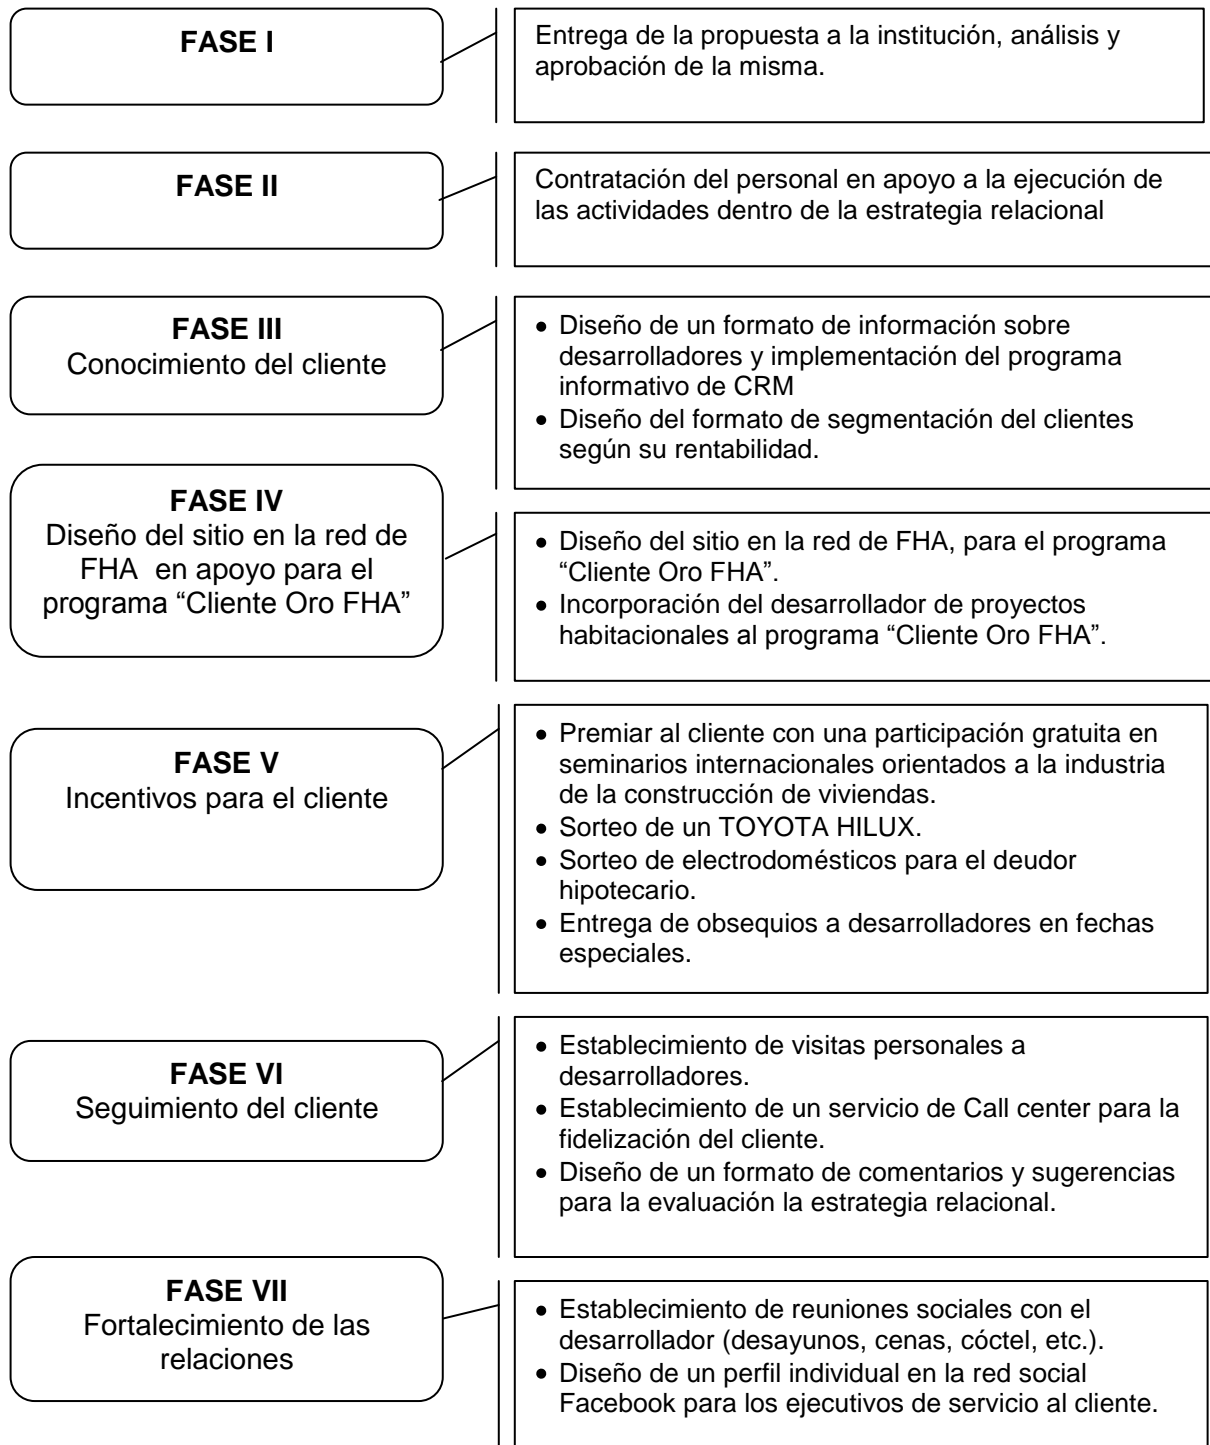 FASE I
Entrega de la propuesta a la institución, análisis y
aprobación de la misma.
FASE II
Contratación del personal en apoyo a la ejecución de
las actividades dentro de la estrategia relacional
FASE III
Conocimiento del cliente
• Diseño de un formato de información sobre
desarrolladores y implementación del programa
informativo de CRM
• Diseño del formato de segmentación del clientes
según su rentabilidad.
FASE IV
Diseño del sitio en la red de
FHA en apoyo para el
programa “Cliente Oro FHA”
• Diseño del sitio en la red de FHA, para el programa
“Cliente Oro FHA”.
• Incorporación del desarrollador de proyectos
habitacionales al programa “Cliente Oro FHA”.
FASE V
Incentivos para el cliente
• Premiar al cliente con una participación gratuita en
seminarios internacionales orientados a la industria
de la construcción de viviendas.
• Sorteo de un TOYOTA HILUX.
• Sorteo de electrodomésticos para el deudor
hipotecario.
• Entrega de obsequios a desarrolladores en fechas
especiales.
FASE VI
Seguimiento del cliente
• Establecimiento de visitas personales a
desarrolladores.
• Establecimiento de un servicio de Call center para la
fidelización del cliente.
• Diseño de un formato de comentarios y sugerencias
para la evaluación la estrategia relacional.
FASE VII
Fortalecimiento de las
relaciones
• Establecimiento de reuniones sociales con el
desarrollador (desayunos, cenas, cóctel, etc.).
• Diseño de un perfil individual en la red social
Facebook para los ejecutivos de servicio al cliente.